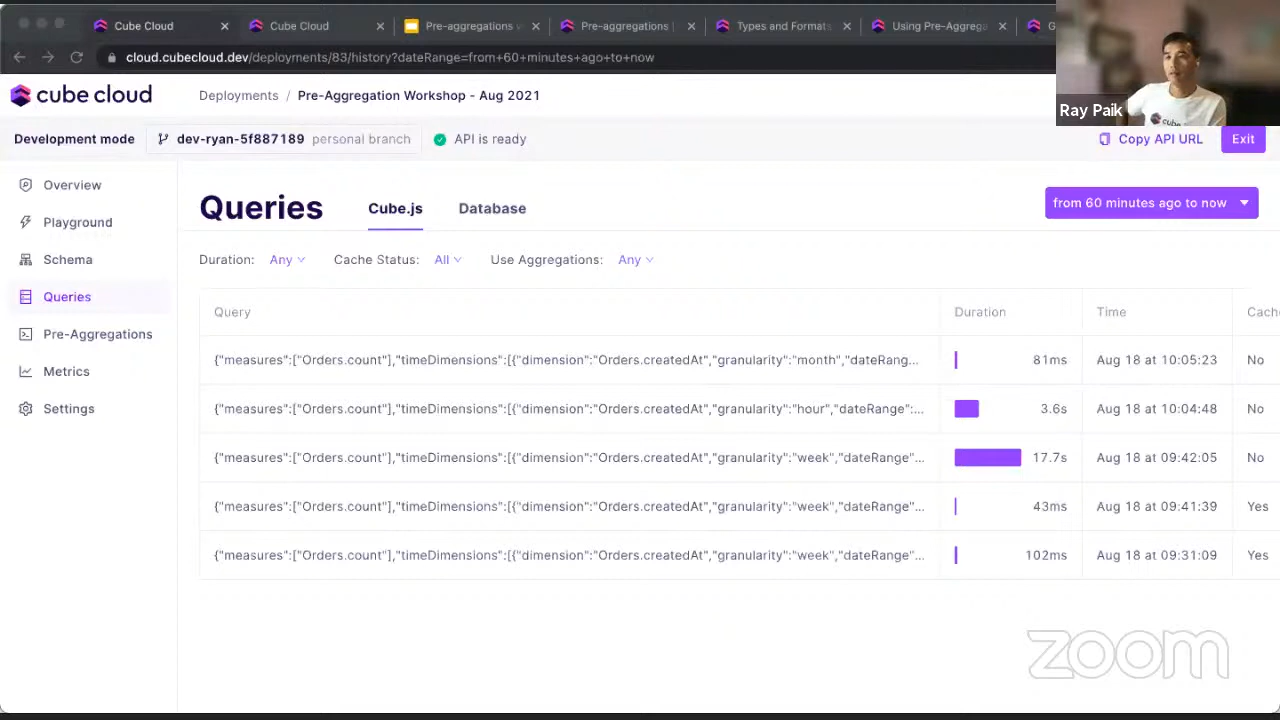 Cube Cloud
Cube Cloud
Pre-aggregations
Pre-aggregations
Types and Formats
Using Pre-Aggrega
cloud.cubecloud.dev/deployments/83/history?dateRange=from+60+minutes+ago+to+now
cube cloud
Deployments / Pre-Aggregation Workshop - Aug 2021
Ray Paik
cube
Development mode
dev-ryan-5f887189 personal branch
API is ready
Copy API URL
Exit
Overview
Playground
Schema
Queries
Pre-Aggregations
Metrics
Settings
Queries
Cube.js
Database
from 60 minutes ago to now
Duration: Any
Cache Status: All
Use Aggregations: Any
Query Duration Time Cach
{"measures":["Orders.count"],"timeDimensions":[{"dimension":"Orders.createdAt","granularity":"month","dateRang... 81ms Aug 18 at 10:05:23 No
{"measures":["Orders.count"],"timeDimensions":[{"dimension":"Orders.createdAt","granularity":"hour","dateRange":... 3.6s Aug 18 at 10:04:48 No
{"measures":["Orders.count"],"timeDimensions":[{"dimension":"Orders.createdAt","granularity":"week","dateRange"... 17.7s Aug 18 at 09:42:05 No
{"measures":["Orders.count"],"timeDimensions":[{"dimension":"Orders.createdAt","granularity":"week","dateRange"... 43ms Aug 18 at 09:41:39 Yes
{"measures":["Orders.count"],"timeDimensions":[{"dimension":"Orders.createdAt","granularity":"week","dateRange"... 102ms Aug 18 at 09:31:09 Yes
zoom